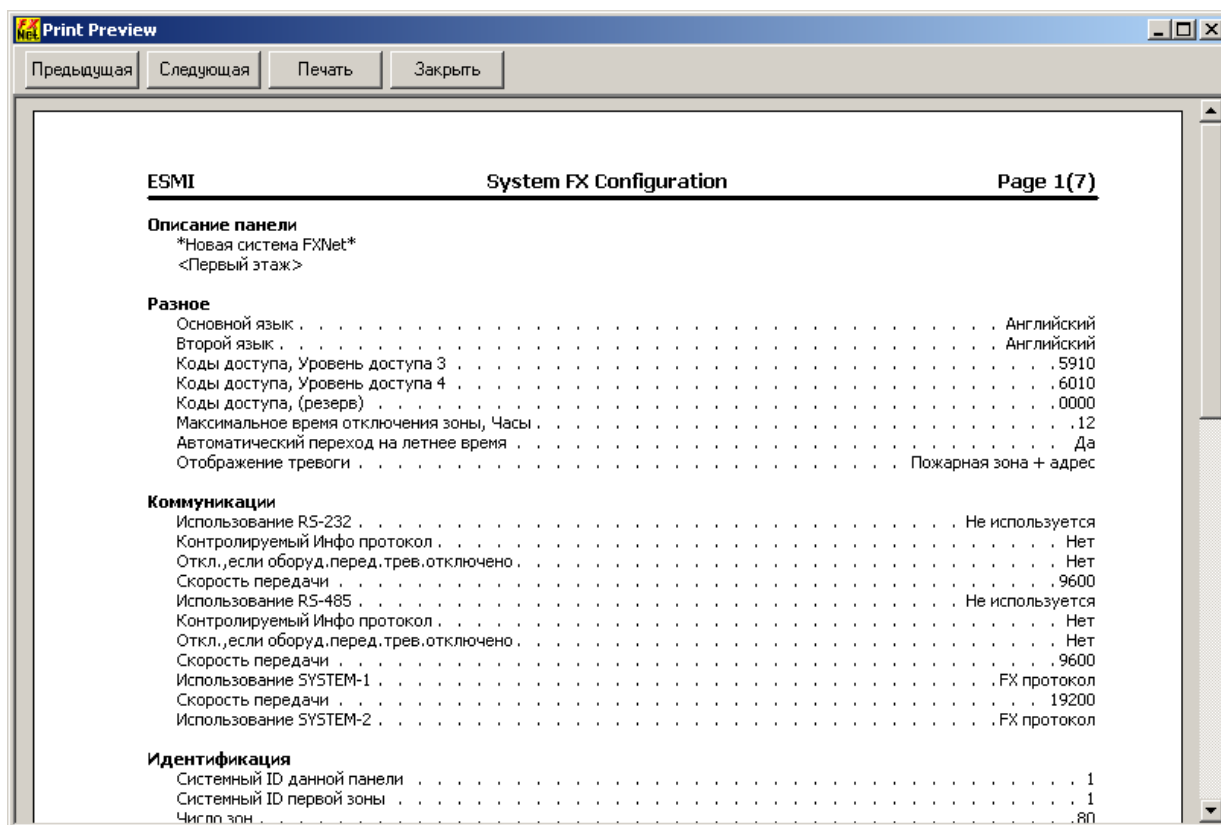 FX Net Print Preview
Предыдущая Следующая Печать Закрыть
ESMI System FX Configuration Page 1(7)
Описание панели
*Новая система FXNet*
<Первый этаж>
Разное
Основной язык . . . . . . . . . . Английский
Второй язык . . . . . . . . . . Английский
Коды доступа, Уровень доступа 3 . . . . . . . . . . 5910
Коды доступа, Уровень доступа 4 . . . . . . . . . . 6010
Коды доступа, (резерв) . . . . . . . . . . 0000
Максимальное время отключения зоны, Часы . . . . . . . . . . 12
Автоматический переход на летнее время . . . . . . . . . . Да
Отображение тревоги . . . . . . . . . . Пожарная зона + адрес
Коммуникации
Использование RS-232 . . . . . . . . . . Не используется
Контролируемый Инфо протокол . . . . . . . . . . Нет
Откл.,если оборуд.перед.трев.отключено . . . . . . . . . . Нет
Скорость передачи . . . . . . . . . . 9600
Использование RS-485 . . . . . . . . . . Не используется
Контролируемый Инфо протокол . . . . . . . . . . Нет
Откл.,если оборуд.перед.трев.отключено . . . . . . . . . . Нет
Скорость передачи . . . . . . . . . . 9600
Использование SYSTEM-1 . . . . . . . . . . FX протокол
Скорость передачи . . . . . . . . . . 19200
Использование SYSTEM-2 . . . . . . . . . . FX протокол
Идентификация
Системный ID данной панели . . . . . . . . . . 1
Системный ID первой зоны . . . . . . . . . . 1
Число зон . . . . . . . . . . 80